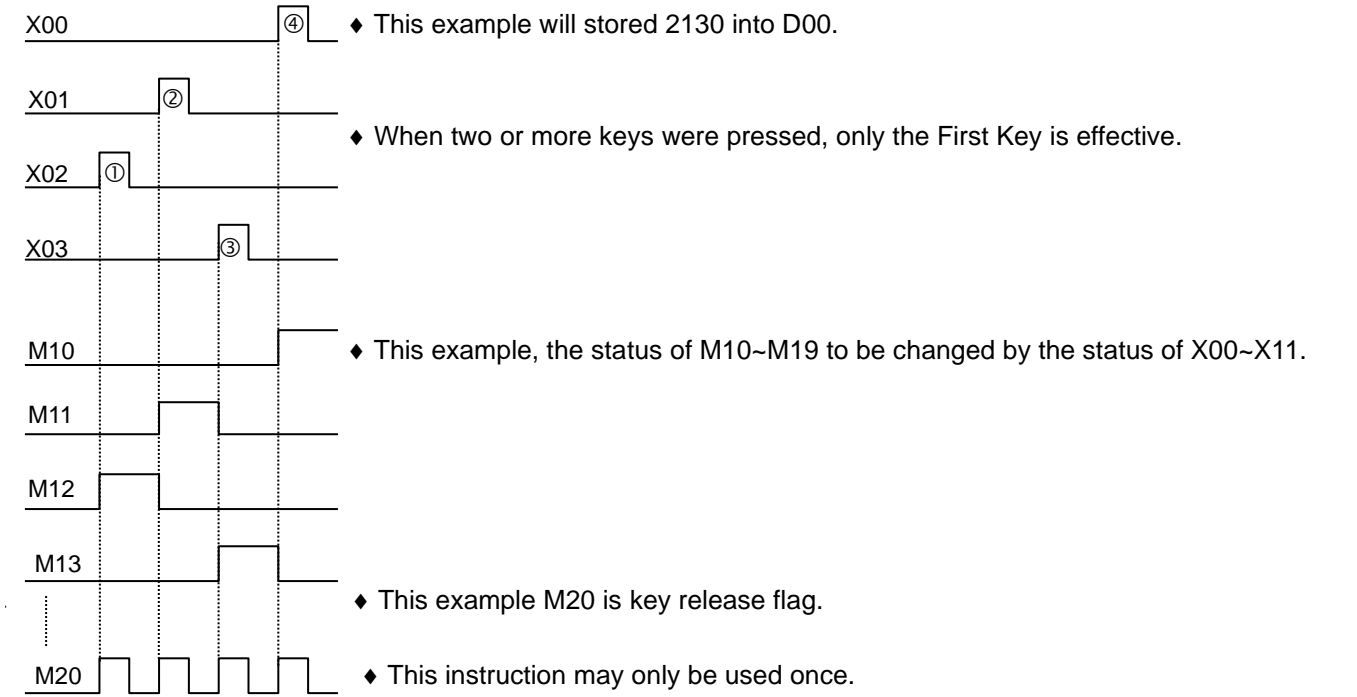 X00 ④ ♦ This example will stored 2130 into D00.
X01 ②
♦ When two or more keys were pressed, only the First Key is effective.
X02 ①
X03 ③
M10 ♦ This example, the status of M10~M19 to be changed by the status of X00~X11.
M11
M12
M13
♦ This example M20 is key release flag.
M20 ♦ This instruction may only be used once.